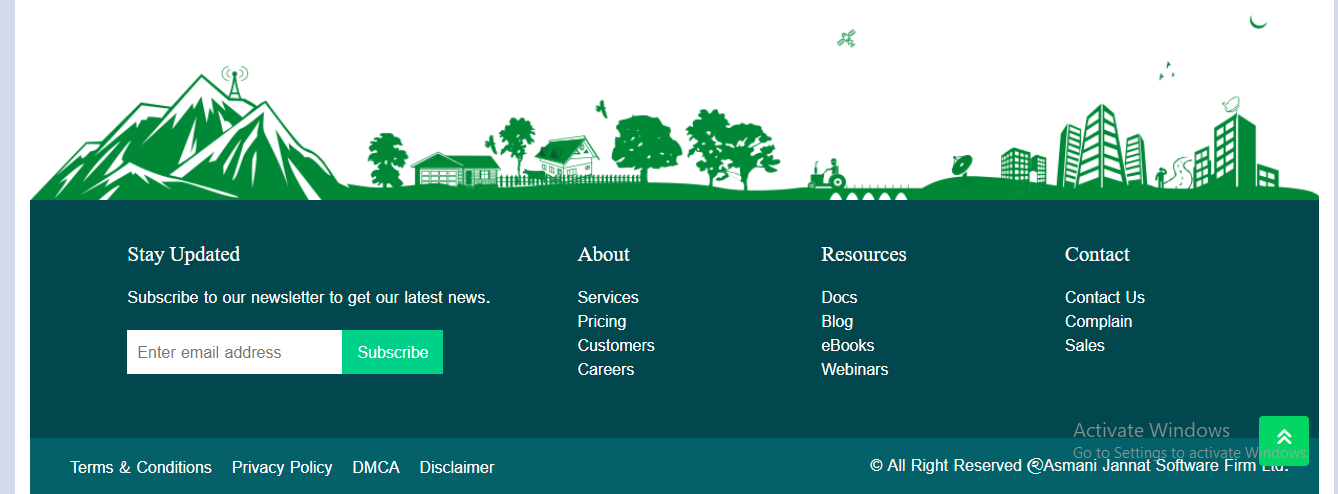 Stay Updated
Subscribe to our newsletter to get our latest news.
Enter email address
Subscribe
About
Services
Pricing
Customers
Careers
Resources
Docs
Blog
eBooks
Webinars
Contact
Contact Us
Complain
Sales
Activate Windows
Go to Settings to activate Windows.
Terms & Conditions
Privacy Policy
DMCA
Disclaimer
© All Right Reserved @Asmani Jannat Software Firm Ltd.